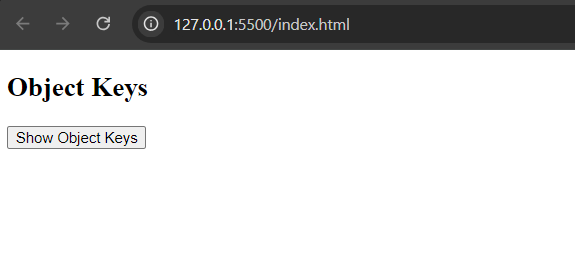 127.0.0.1:5500/index.html
Object Keys
Show Object Keys